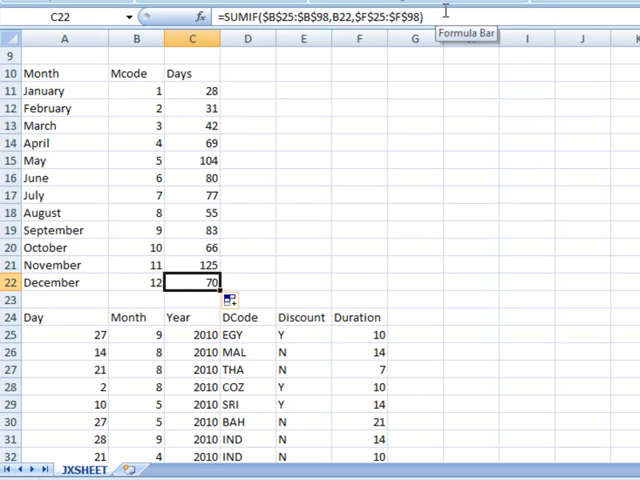 C22 fx =SUMIF($B$25:$B$98,B22,$F$25:$F$98)
Formula Bar
A B C D E F G H I J K
9
10 Month Mcode Days
11 January 1 28
12 February 2 31
13 March 3 42
14 April 4 69
15 May 5 104
16 June 6 80
17 July 7 77
18 August 8 55
19 September 9 83
20 October 10 66
21 November 11 125
22 December 12 70
23
24 Day Month Year DCode Discount Duration
25 27 9 2010 EGY Y 10
26 14 8 2010 MAL N 14
27 21 8 2010 THA N 7
28 2 8 2010 COZ Y 10
29 10 5 2010 SRI Y 14
30 27 5 2010 BAH N 21
31 28 9 2010 IND N 14
32 21 4 2010 IND N 10
JXSHEET